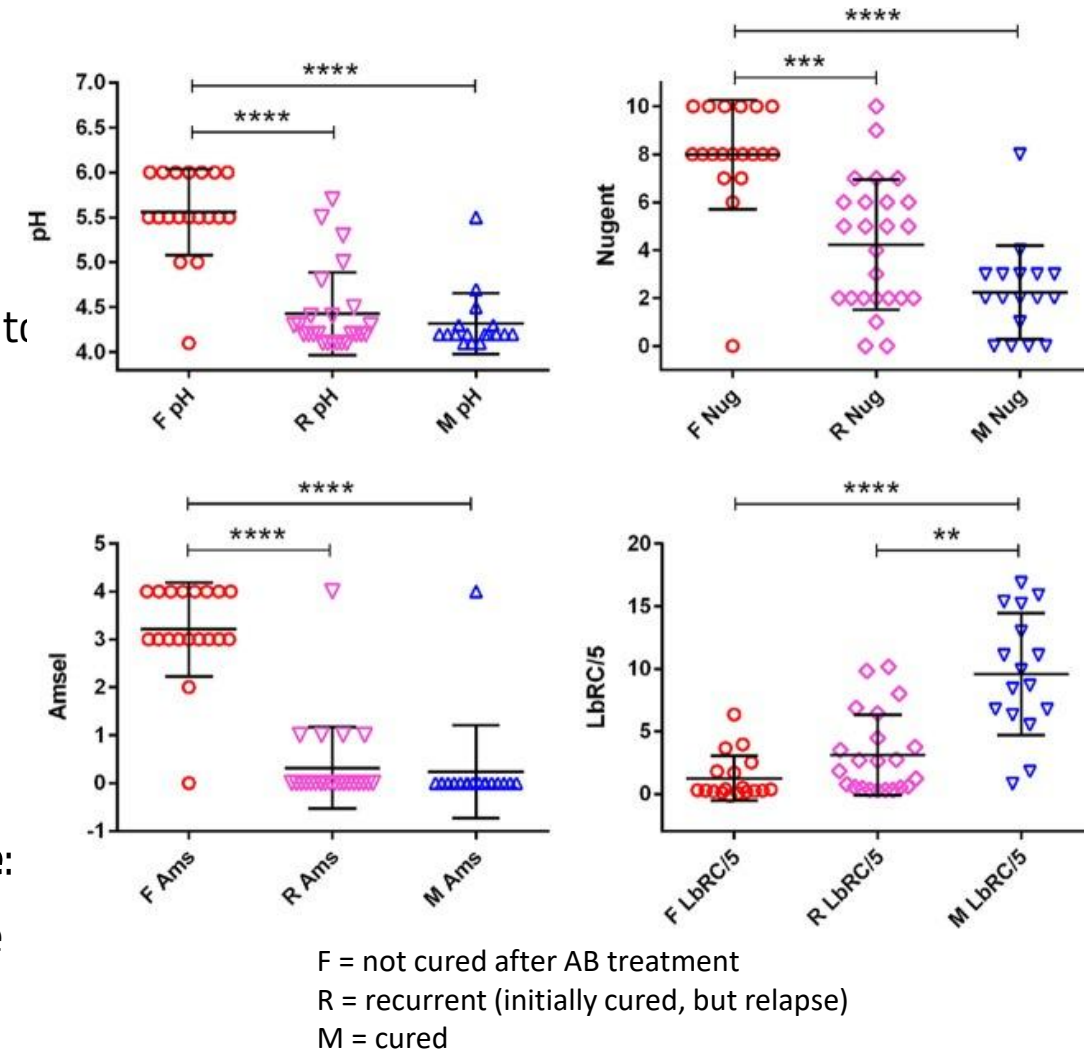 ****
****
7.0
6.5
6.0
5.5
5.0
4.5
4.0
pH
F pH
R pH
M pH
****
***
10
8
6
4
2
0
Nugent
F Nug
R Nug
M Nug
****
****
5
4
3
2
1
0
-1
Amsel
F Ams
R Ams
M Ams
****
**
20
15
10
5
0
LbRC/5
F LbRC/5
R LbRC/5
M LbRC/5
F = not cured after AB treatment
R = recurrent (initially cured, but relapse)
M = cured